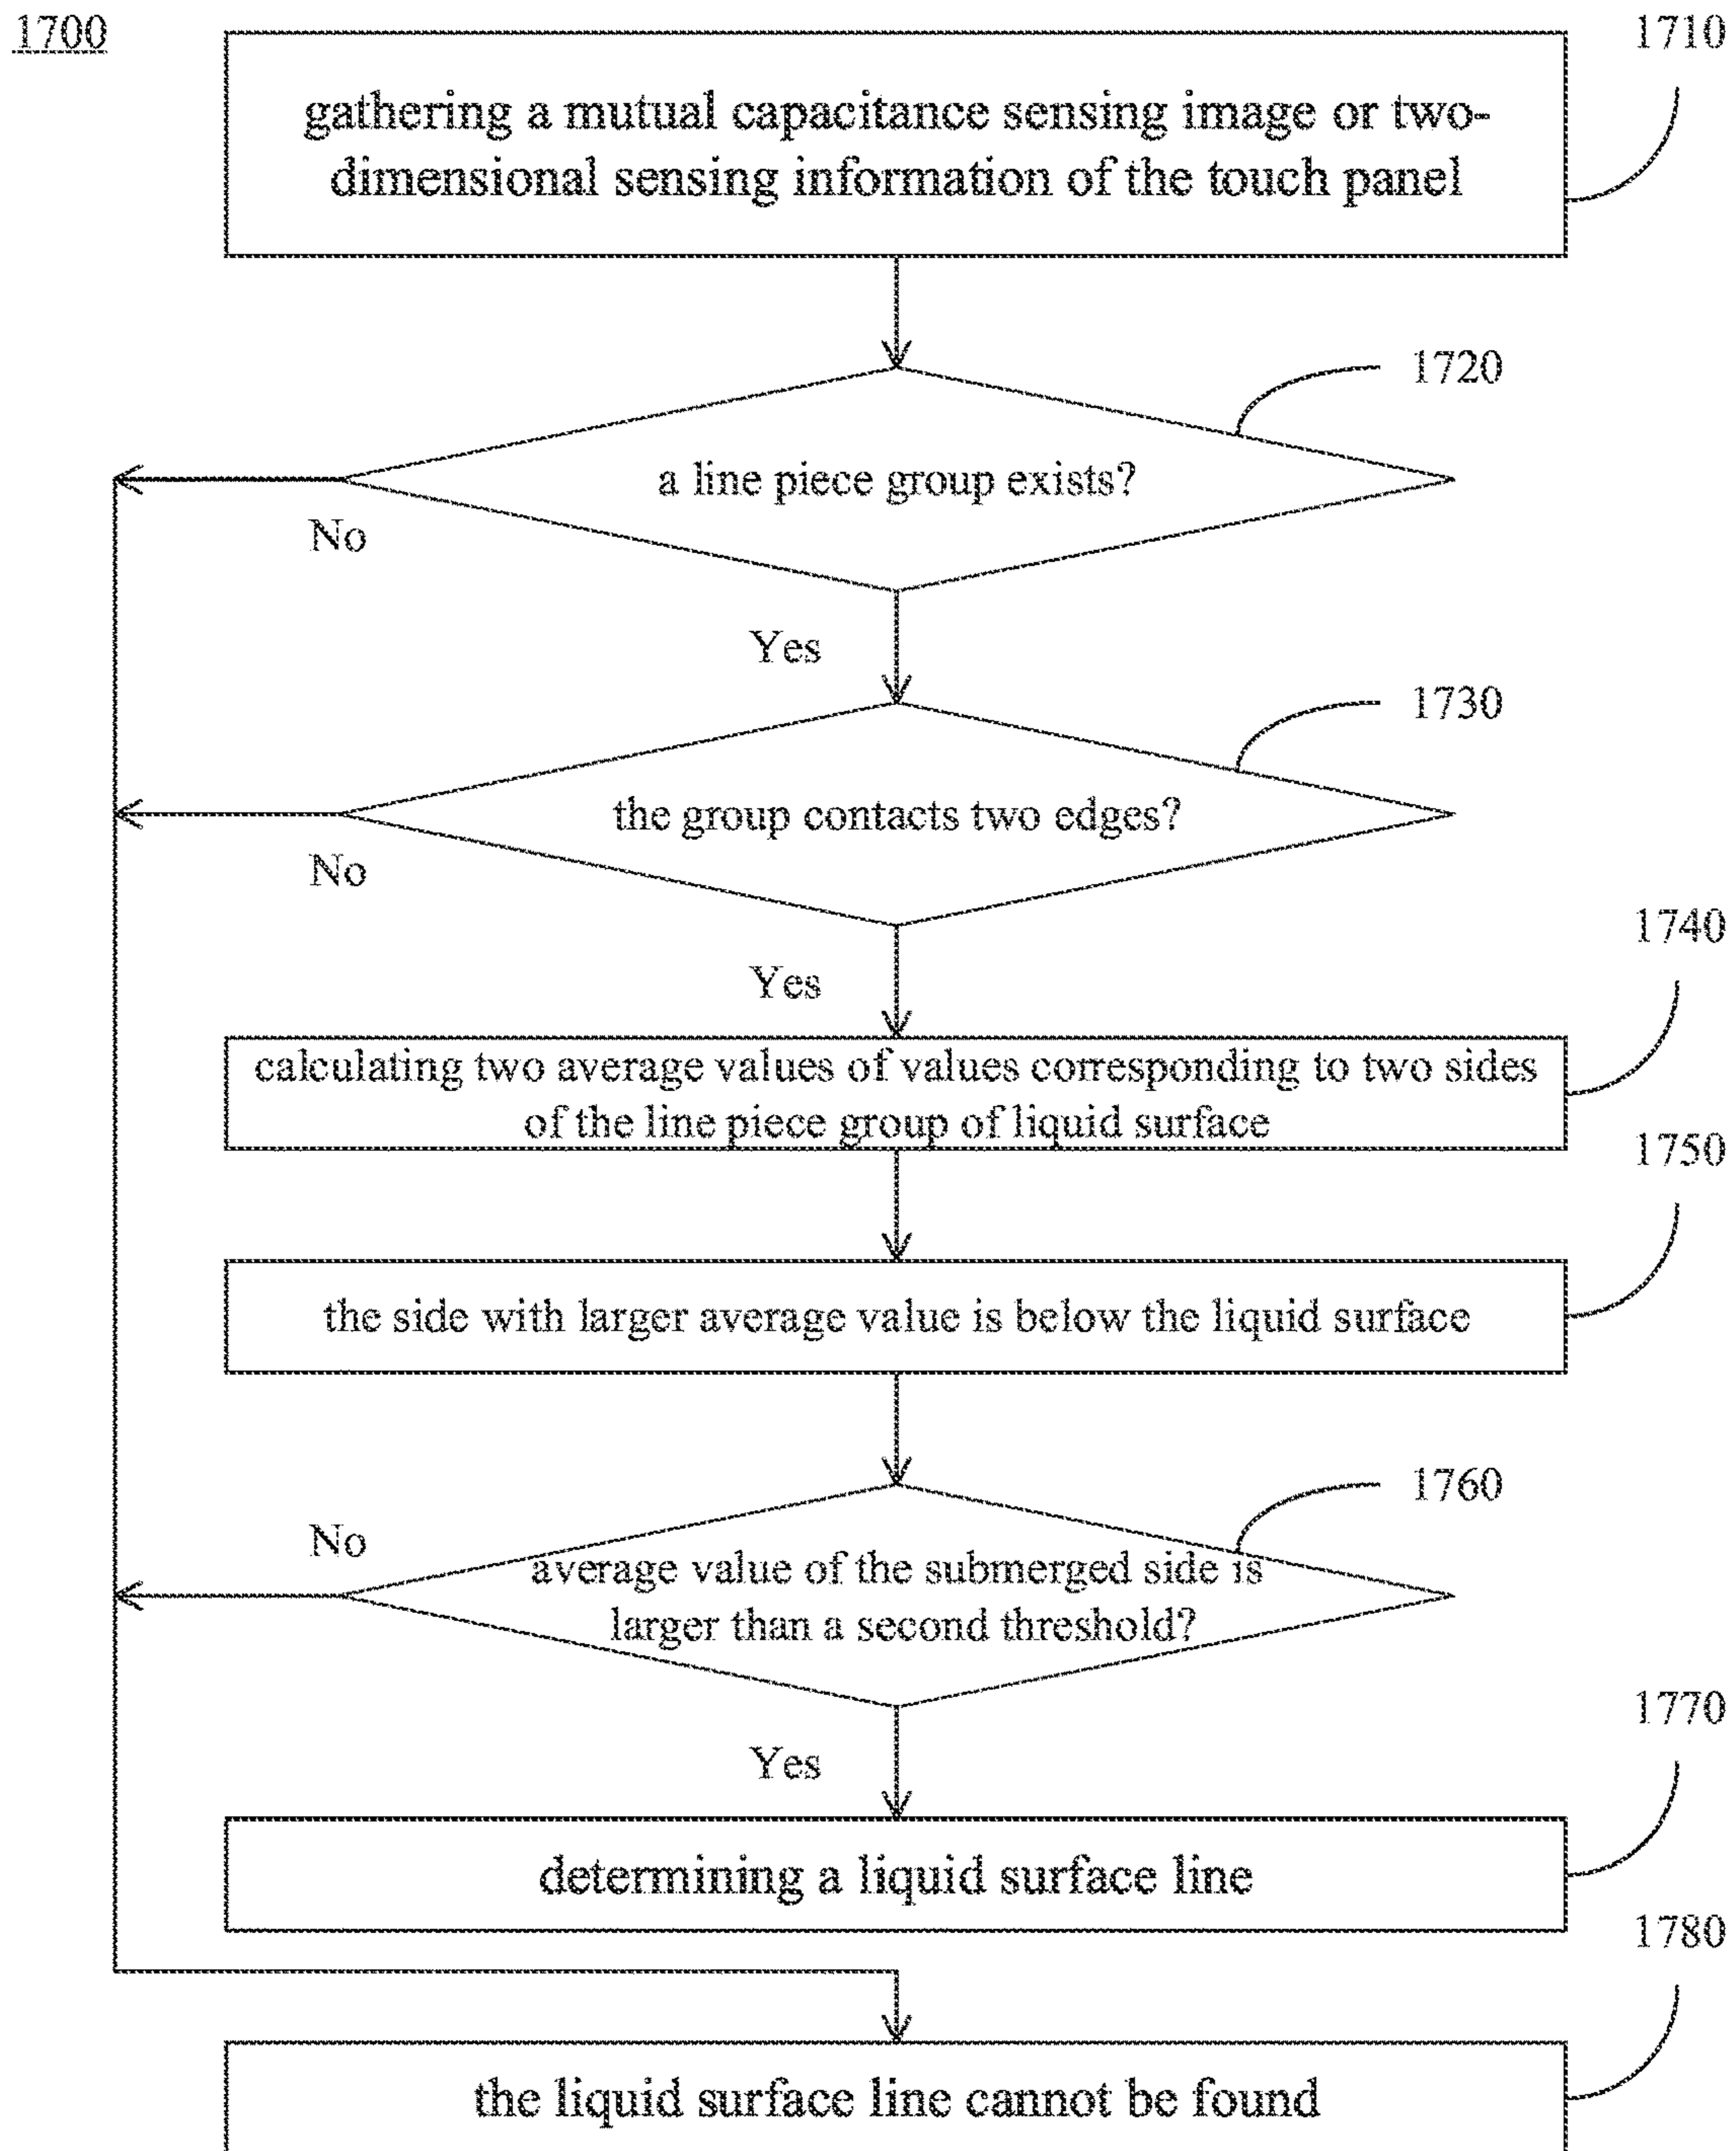 1700
1710
gathering a mutual capacitance sensing image or two-
dimensional sensing information of the touch panel
1720
a line piece group exists?
No
Yes
1730
the group contacts two edges?
No
Yes
1740
calculating two average values of values corresponding to two sides
of the line piece group of liquid surface
1750
the side with larger average value is below the liquid surface
1760
No
average value of the submerged side is
larger than a second threshold?
Yes
1770
determining a liquid surface line
1780
the liquid surface line cannot be found